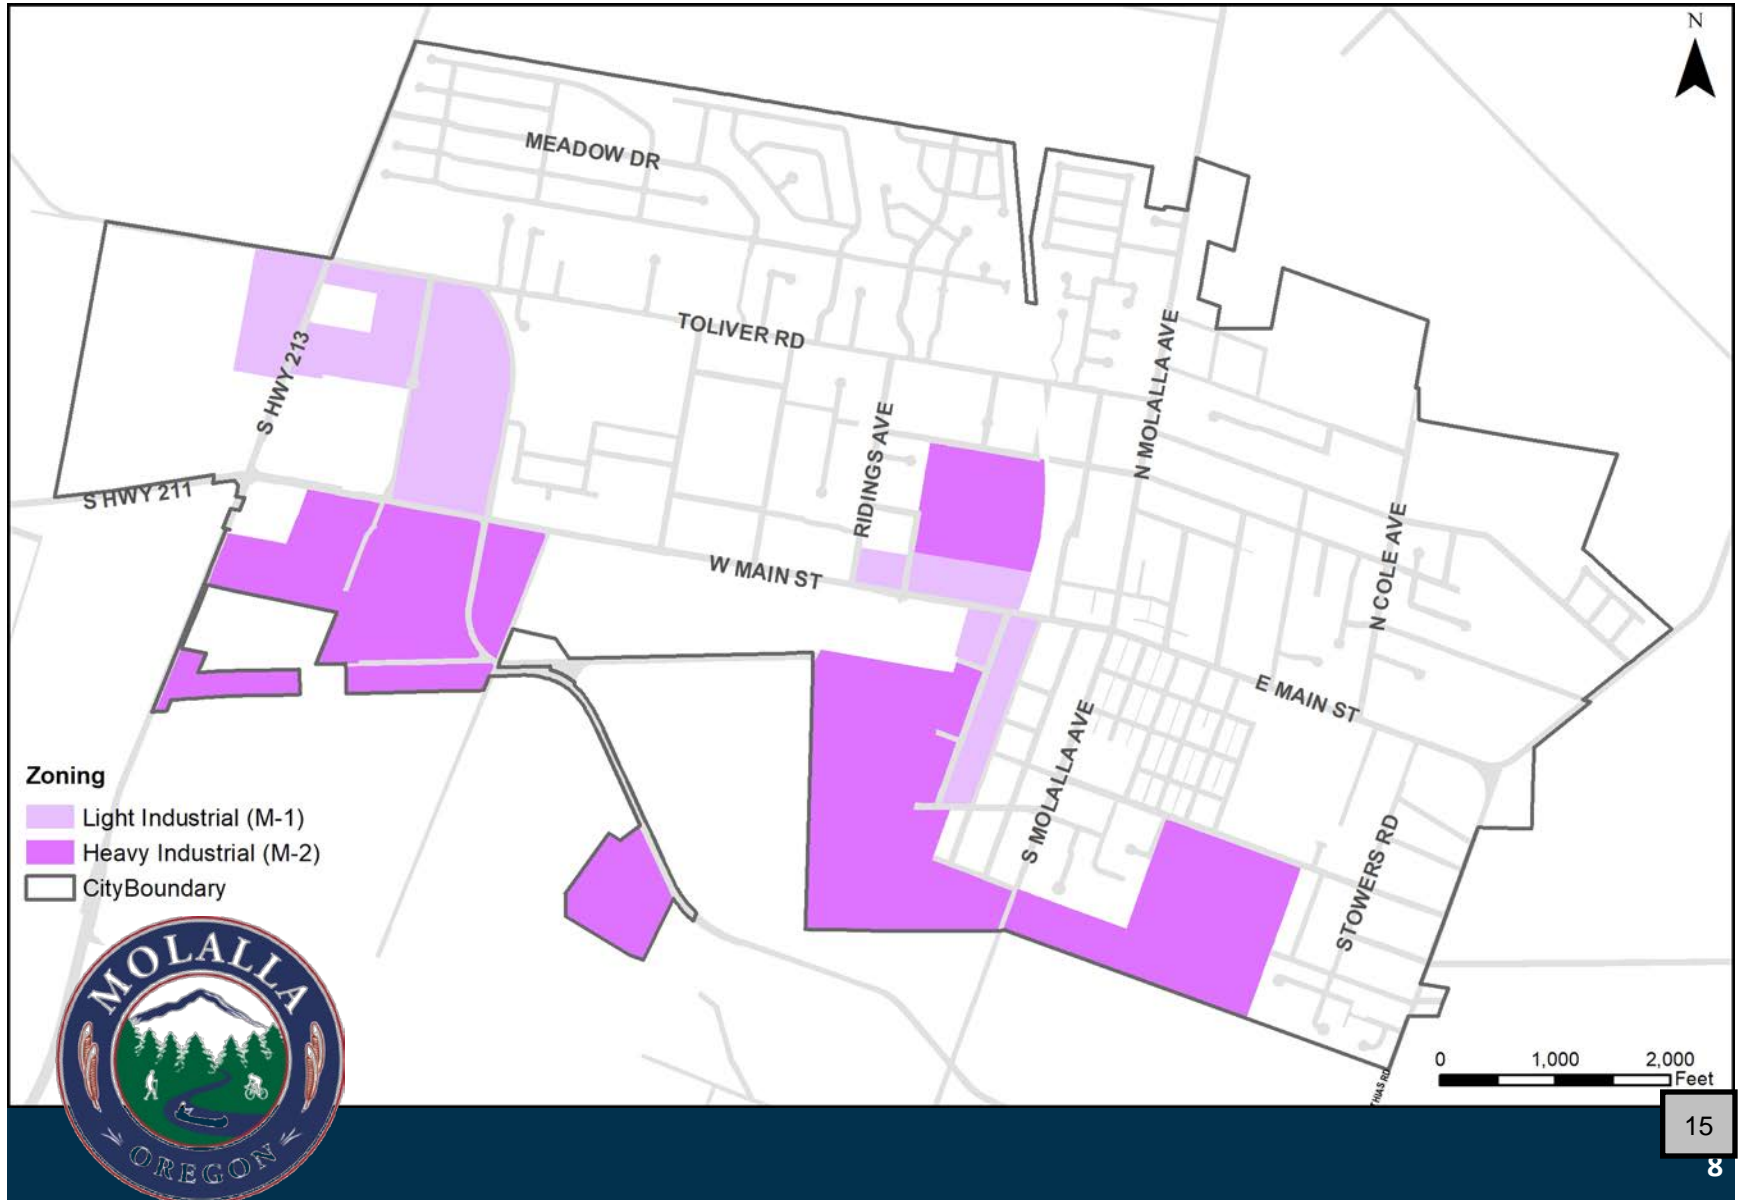 N
MEADOW DR
TOLIVER RD
S HWY 213
N MOLALLA AVE
RIDINGS AVE
S HWY 211
W MAIN ST
N COLE AVE
E MAIN ST
S MOLALLA AVE
STOWERS RD
Zoning
Light Industrial (M-1)
Heavy Industrial (M-2)
CityBoundary
MOLALLA
OREGON
0 1,000 2,000
Feet
15
8